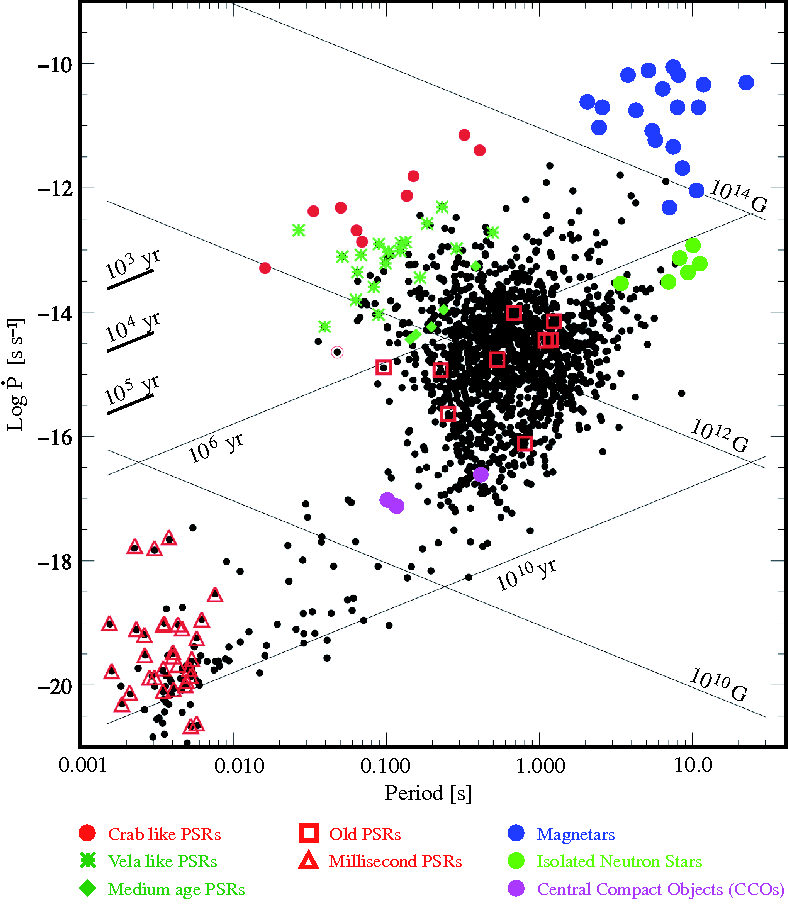 −10
−12
−14
−16
−18
−20
Log Ṗ [s s⁻¹]
10³ yr
10⁴ yr
10⁵ yr
10⁶ yr
10¹⁰ yr
10¹⁴ G
10¹² G
10¹⁰ G
0.001 0.010 0.100 1.000 10.0
Period [s]
Crab like PSRs Old PSRs Magnetars
Vela like PSRs Millisecond PSRs Isolated Neutron Stars
Medium age PSRs Central Compact Objects (CCOs)